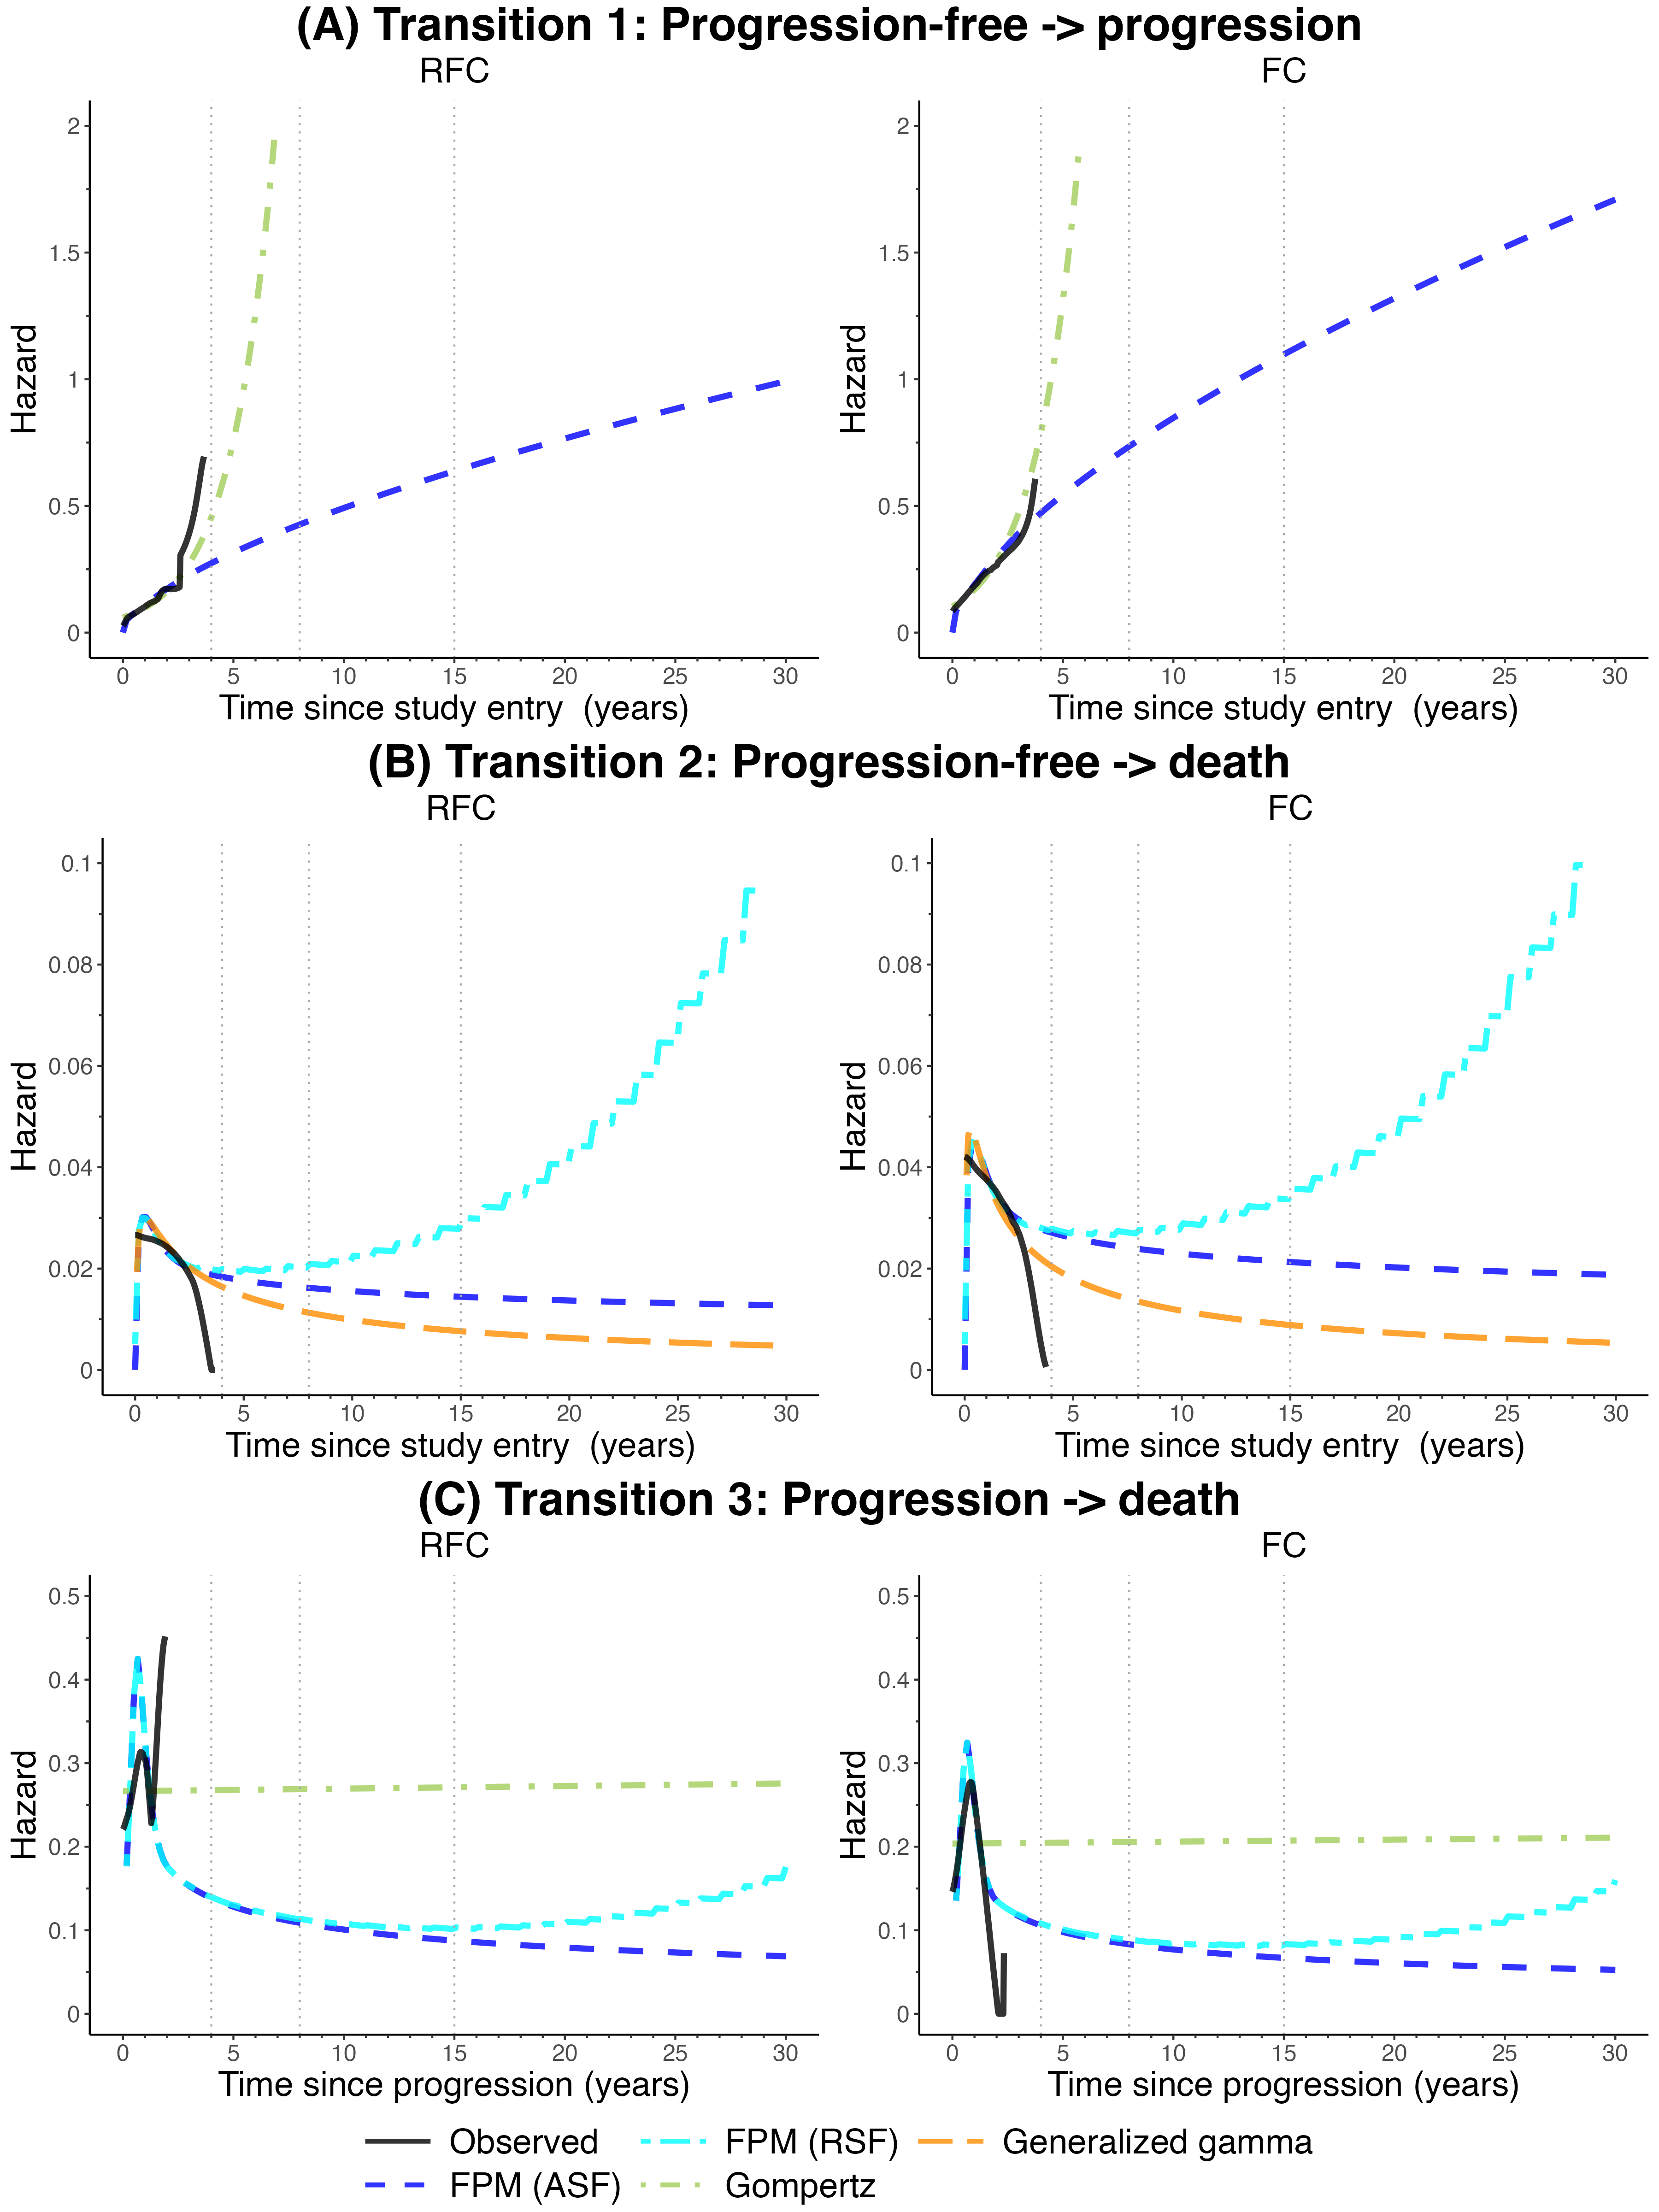 (A) Transition 1: Progression-free -> progression
RFC
FC
Hazard
2
1.5
1
0.5
0
0 5 10 15 20 25 30
Time since study entry (years)
Hazard
2
1.5
1
0.5
0
0 5 10 15 20 25 30
Time since study entry (years)
(B) Transition 2: Progression-free -> death
RFC
FC
Hazard
0.1
0.08
0.06
0.04
0.02
0
0 5 10 15 20 25 30
Time since study entry (years)
Hazard
0.1
0.08
0.06
0.04
0.02
0
0 5 10 15 20 25 30
Time since study entry (years)
(C) Transition 3: Progression -> death
RFC
FC
Hazard
0.5
0.4
0.3
0.2
0.1
0
0 5 10 15 20 25 30
Time since progression (years)
Hazard
0.5
0.4
0.3
0.2
0.1
0
0 5 10 15 20 25 30
Time since progression (years)
Observed FPM (RSF) Generalized gamma
FPM (ASF) Gompertz